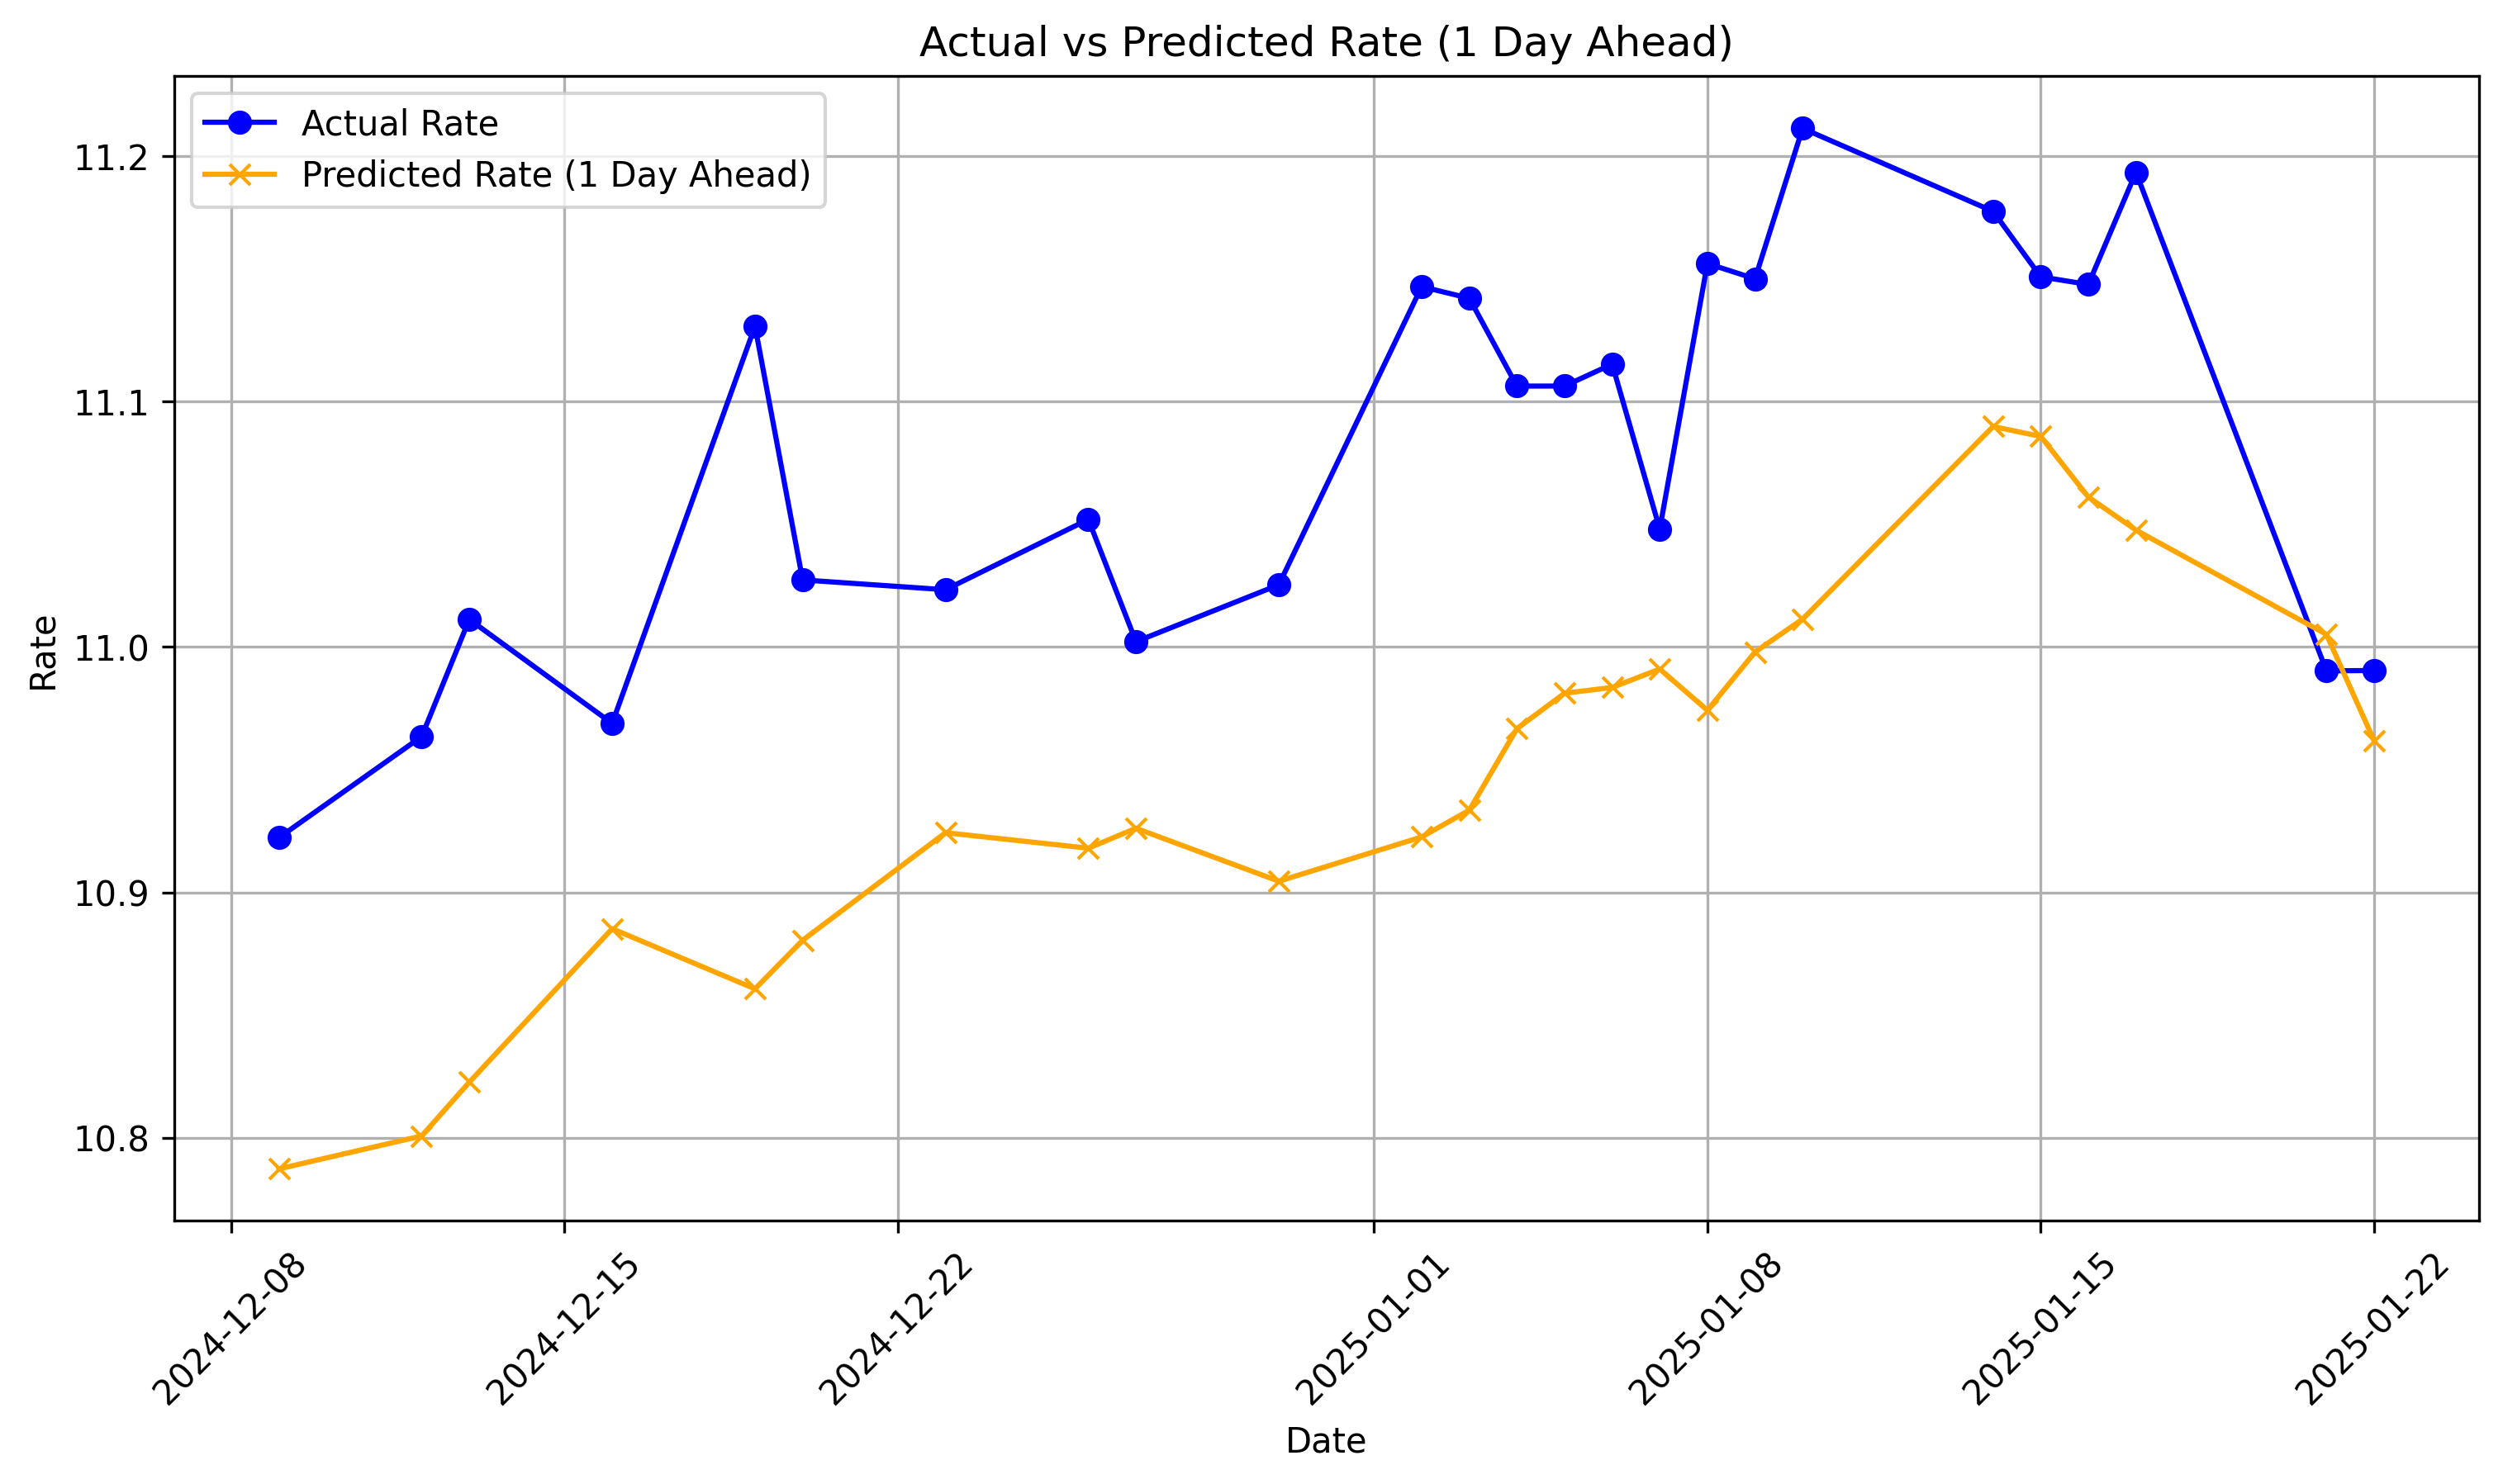 Actual vs Predicted Rate (1 Day Ahead)
Actual Rate
Predicted Rate (1 Day Ahead)
11.2
11.1
11.0
10.9
10.8
Rate
2024-12-08
2024-12-15
2024-12-22
2025-01-01
2025-01-08
2025-01-15
2025-01-22
Date